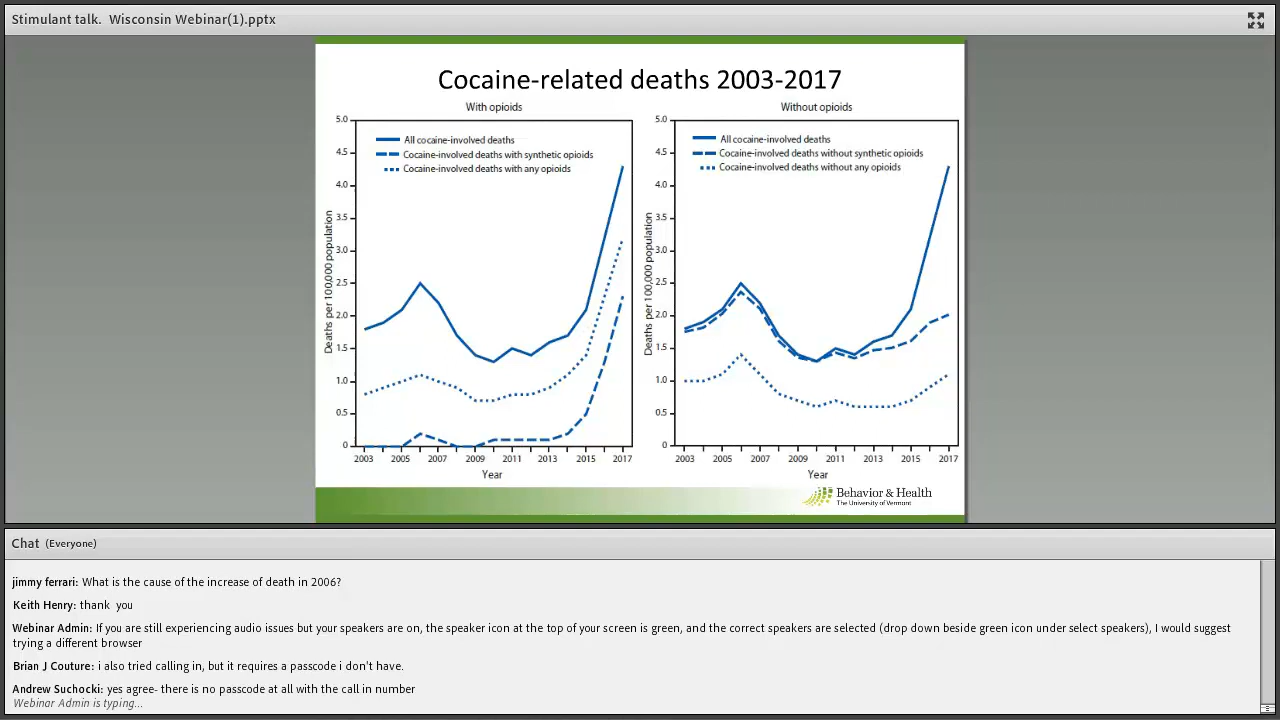 Stimulant talk.  Wisconsin Webinar(1).pptx
Cocaine-related deaths 2003-2017
With opioids
All cocaine-involved deaths
Cocaine-involved deaths with synthetic opioids
Cocaine-involved deaths with any opioids
Deaths per 100,000 population
5.0
4.5
4.0
3.5
3.0
2.5
2.0
1.5
1.0
0.5
0
2003 2005 2007 2009 2011 2013 2015 2017
Year
Without opioids
All cocaine-involved deaths
Cocaine-involved deaths without synthetic opioids
Cocaine-involved deaths without any opioids
Deaths per 100,000 population
5.0
4.5
4.0
3.5
3.0
2.5
2.0
1.5
1.0
0.5
0
2003 2005 2007 2009 2011 2013 2015 2017
Year
Behavior & Health
The University of Vermont
Chat (Everyone)
jimmy ferrari: What is the cause of the increase of death in 2006?
Keith Henry: thank  you
Webinar Admin: If you are still experiencing audio issues but your speakers are on, the speaker icon at the top of your screen is green, and the correct speakers are selected (drop down beside green icon under select speakers), I would suggest
trying a different browser
Brian J Couture: i also tried calling in, but it requires a passcode i don't have.
Andrew Suchocki: yes agree- there is no passcode at all with the call in number
Webinar Admin is typing...